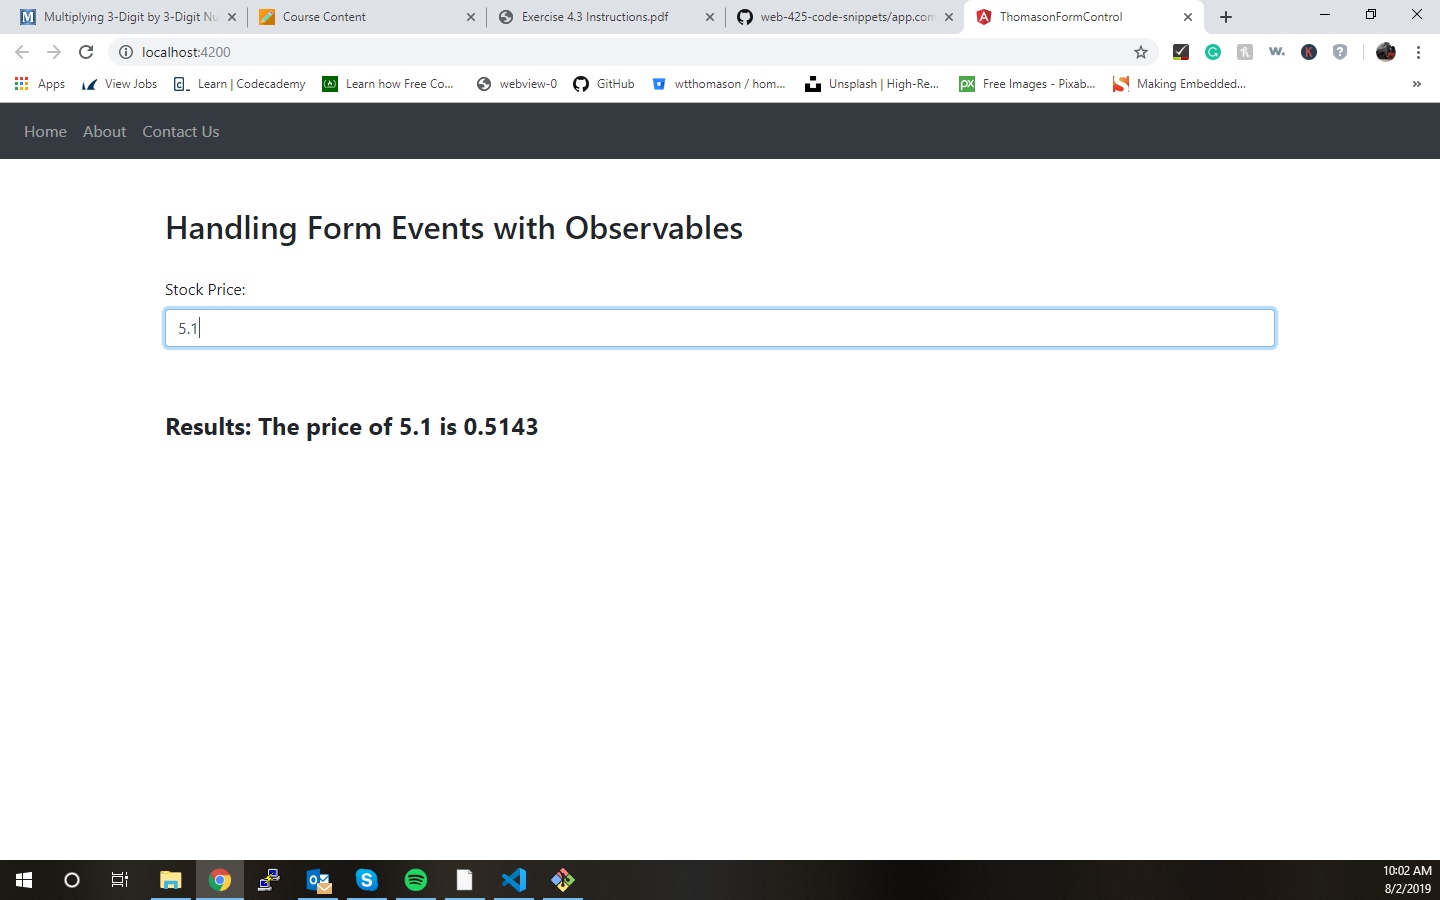 Multiplying 3-Digit by 3-Digit Nu
Course Content
Exercise 4.3 Instructions.pdf
web-425-code-snippets/app.com
ThomasonFormControl
localhost:4200
Apps
View Jobs
Learn | Codecademy
Learn how Free Co...
webview-0
GitHub
wtthomason / hom...
Unsplash | High-Re...
Free Images - Pixab...
Making Embedded...
Home About Contact Us
Handling Form Events with Observables
Stock Price:
5.1
Results: The price of 5.1 is 0.5143
10:02 AM
8/2/2019